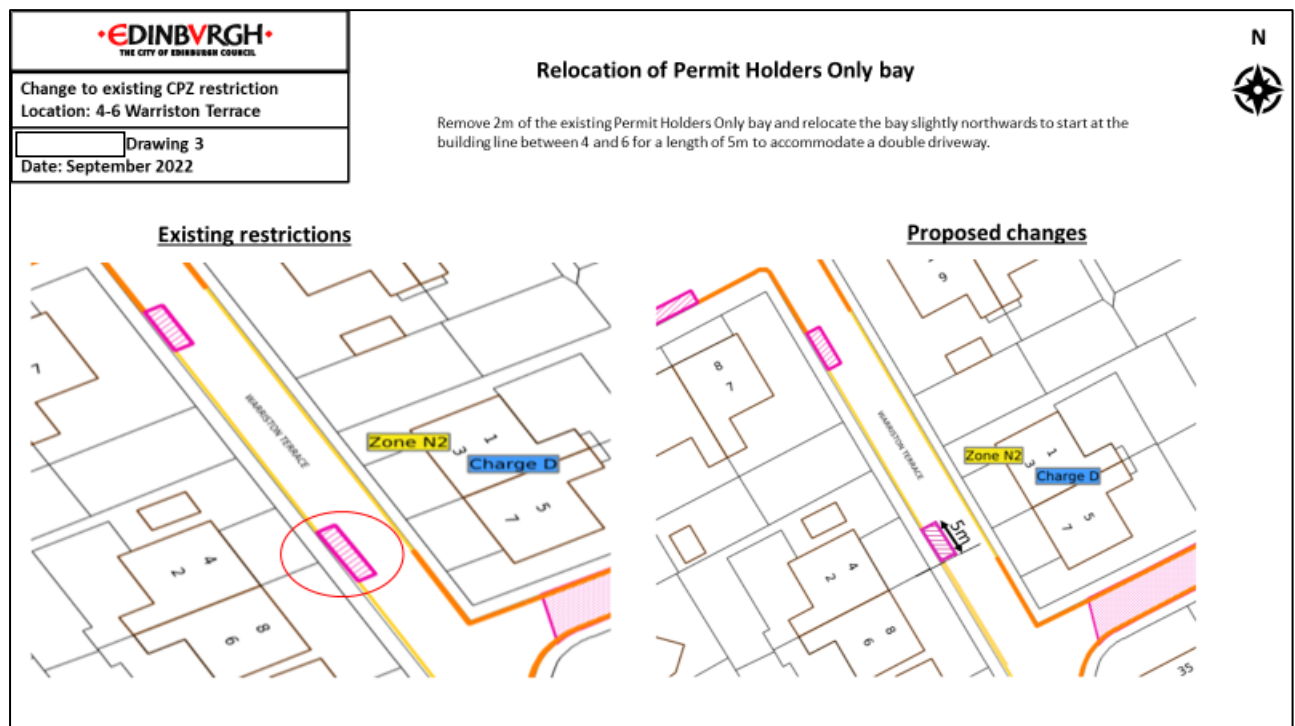 EDINBVRGH
THE CITY OF EDINBURGH COUNCIL
Change to existing CPZ restriction
Location: 4-6 Warriston Terrace
Drawing 3
Date: September 2022
Relocation of Permit Holders Only bay
N
Remove 2m of the existing Permit Holders Only bay and relocate the bay slightly northwards to start at the
building line between 4 and 6 for a length of 5m to accommodate a double driveway.
Existing restrictions
7
WARRISTON TERRACE
Zone N2
1
3
Charge D
5
7
4
2
8
6
Proposed changes
9
8
7
WARRISTON TERRACE
Zone N2
1
3
Charge D
5
7
5m
4
2
8
6
35